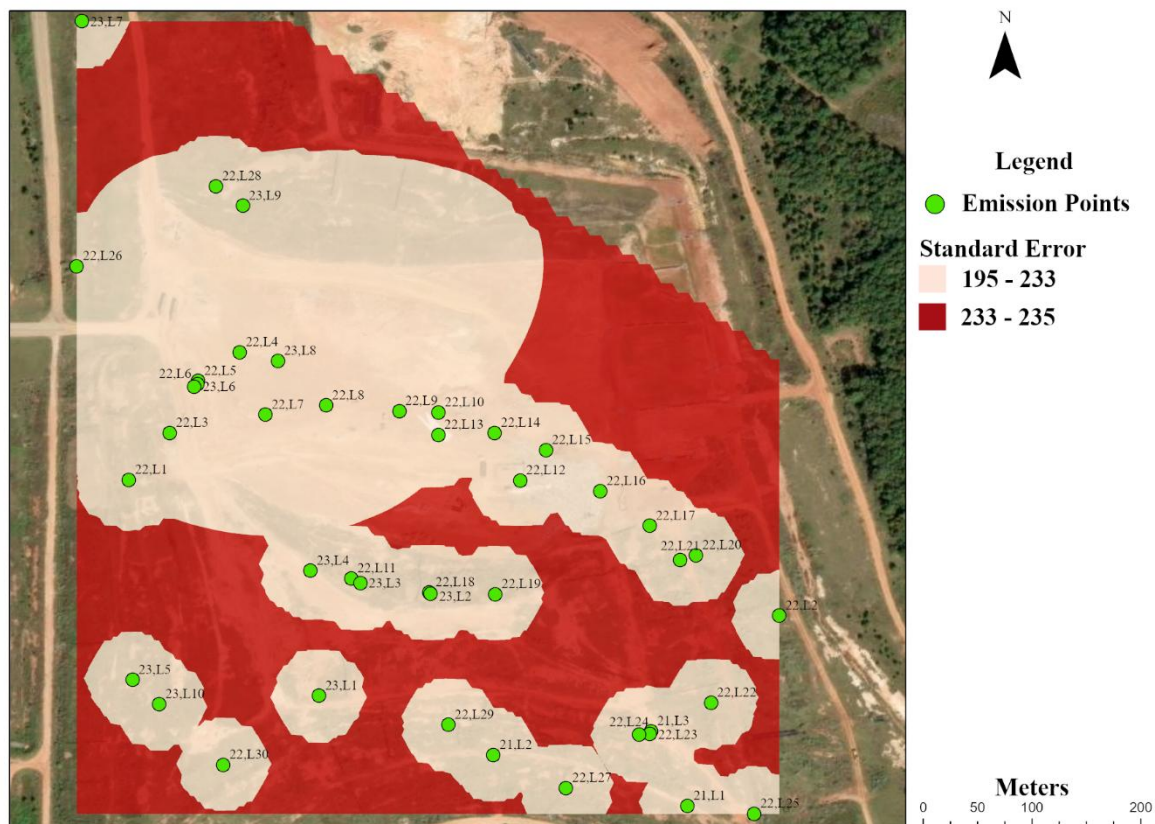 23,L7
N
Legend
Emission Points
Standard Error
195 - 233
233 - 235
22,L28
23,L9
22,L26
22,L4
23,L8
22,L6
22,L5
23,L6
22,L7
22,L8
22,L9
22,L10
22,L13
22,L14
22,L3
22,L15
22,L1
22,L12
22,L16
22,L17
22,L21
22,L20
23,L4
22,L11
23,L3
22,L18
23,L2
22,L19
22,L2
23,L5
23,L10
23,L1
22,L22
22,L29
22,L24
21,L3
22,L23
21,L2
22,L30
22,L27
21,L1
22,L25
Meters
0 50 100 200